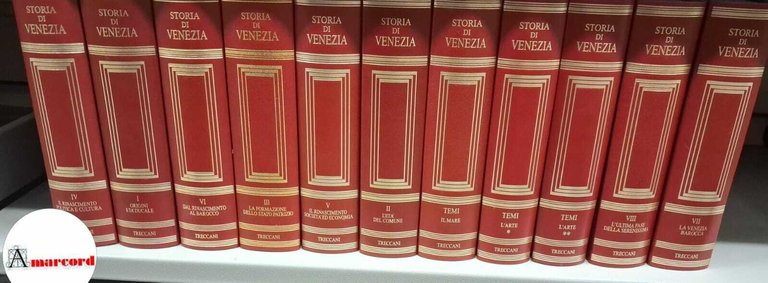 STORIA
DI
VENEZIA
IV
IL RINASCIMENTO
POLITICA E CULTURA
STORIA
DI
VENEZIA
I
ORIGINI
ETÀ DUCALE
TRECCANI
STORIA
DI
VENEZIA
VI
DAL RINASCIMENTO
AL BAROCCO
TRECCANI
STORIA
DI
VENEZIA
III
LA FORMAZIONE
DELLO STATO PATRIZIO
TRECCANI
STORIA
DI
VENEZIA
V
IL RINASCIMENTO
SOCIETÀ ED ECONOMIA
TRECCANI
STORIA
DI
VENEZIA
II
L'ETÀ
DEL COMUNE
TRECCANI
STORIA
DI
VENEZIA
TEMI
IL MARE
TRECCANI
STORIA
DI
VENEZIA
TEMI
L'ARTE
*
TRECCANI
STORIA
DI
VENEZIA
TEMI
L'ARTE
**
TRECCANI
STORIA
DI
VENEZIA
VIII
L'ULTIMA FASE
DELLA SERENISSIMA
TRECCANI
STORIA
DI
VENEZIA
VII
LA VENEZIA
BAROCCA
TRECCANI
Amarcord